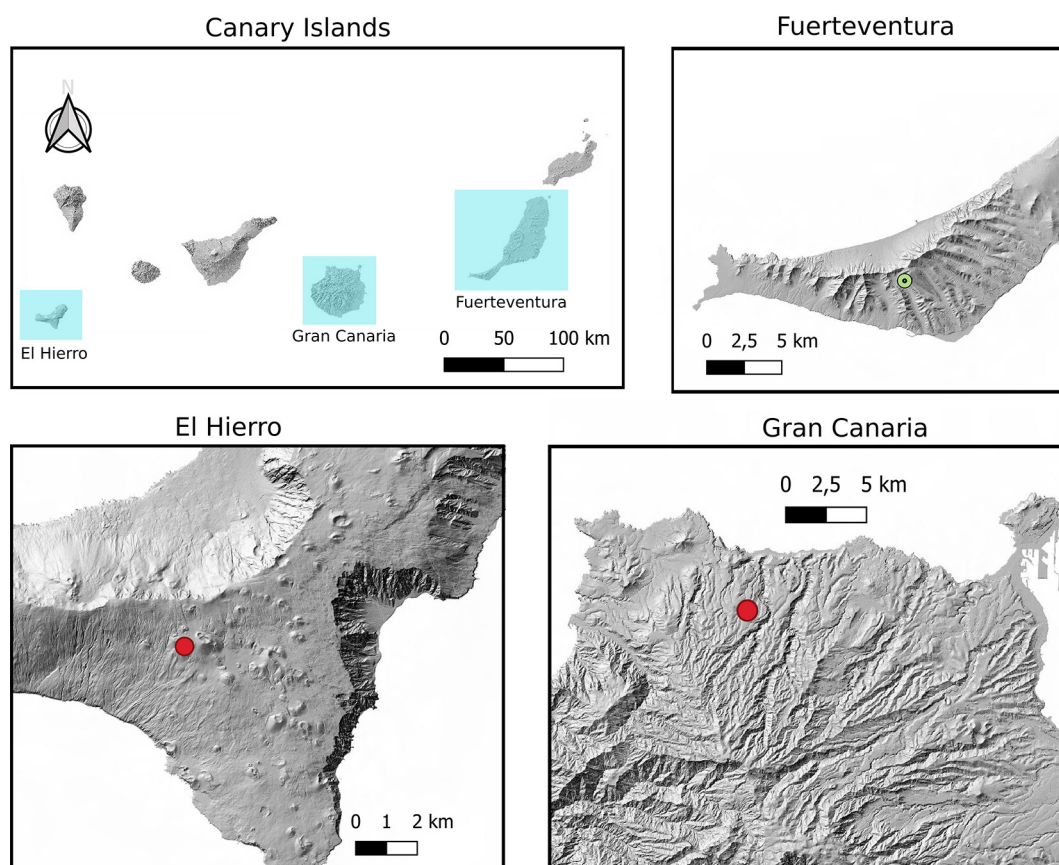 Canary Islands
Fuerteventura
N
Fuerteventura
Gran Canaria
El Hierro
0 50 100 km
0 2,5 5 km
El Hierro
Gran Canaria
0 2,5 5 km
0 1 2 km